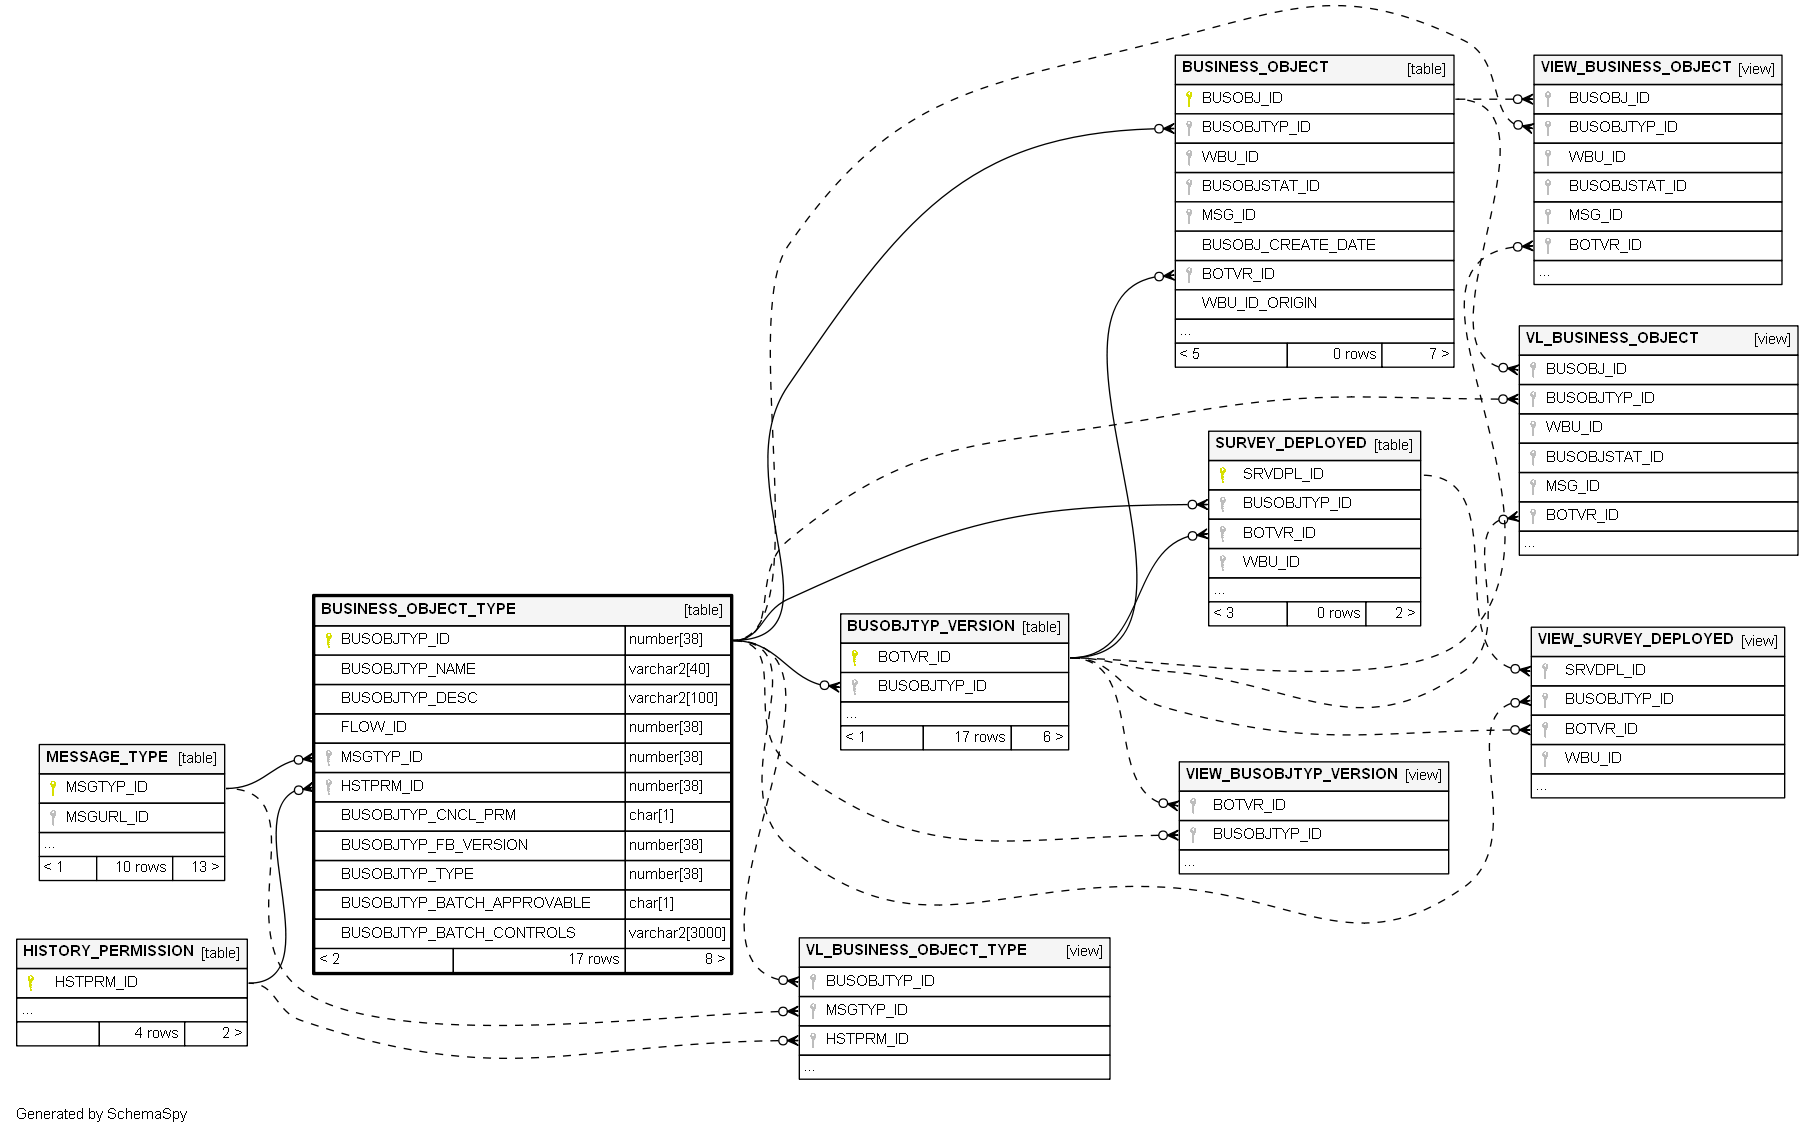 BUSINESS_OBJECT [table]
BUSOBJ_ID
BUSOBJTYP_ID
WBU_ID
BUSOBJSTAT_ID
MSG_ID
BUSOBJ_CREATE_DATE
BOTVR_ID
WBU_ID_ORIGIN
...
< 5 0 rows 7 >
VIEW_BUSINESS_OBJECT [view]
BUSOBJ_ID
BUSOBJTYP_ID
WBU_ID
BUSOBJSTAT_ID
MSG_ID
BOTVR_ID
...
VL_BUSINESS_OBJECT [view]
BUSOBJ_ID
BUSOBJTYP_ID
WBU_ID
BUSOBJSTAT_ID
MSG_ID
BOTVR_ID
...
SURVEY_DEPLOYED [table]
SRVDPL_ID
BUSOBJTYP_ID
BOTVR_ID
WBU_ID
...
< 3 0 rows 2 >
BUSINESS_OBJECT_TYPE [table]
BUSOBJTYP_ID number[38]
BUSOBJTYP_NAME varchar2[40]
BUSOBJTYP_DESC varchar2[100]
FLOW_ID number[38]
MSGTYP_ID number[38]
HSTPRM_ID number[38]
BUSOBJTYP_CNCL_PRM char[1]
BUSOBJTYP_FB_VERSION number[38]
BUSOBJTYP_TYPE number[38]
BUSOBJTYP_BATCH_APPROVABLE char[1]
BUSOBJTYP_BATCH_CONTROLS varchar2[3000]
< 2 17 rows 8 >
BUSOBJTYP_VERSION [table]
BOTVR_ID
BUSOBJTYP_ID
...
< 1 17 rows 6 >
VIEW_SURVEY_DEPLOYED [view]
SRVDPL_ID
BUSOBJTYP_ID
BOTVR_ID
WBU_ID
...
MESSAGE_TYPE [table]
MSGTYP_ID
MSGURL_ID
...
< 1 10 rows 13 >
VIEW_BUSOBJTYP_VERSION [view]
BOTVR_ID
BUSOBJTYP_ID
...
HISTORY_PERMISSION [table]
HSTPRM_ID
...
4 rows 2 >
VL_BUSINESS_OBJECT_TYPE [view]
BUSOBJTYP_ID
MSGTYP_ID
HSTPRM_ID
...
Generated by SchemaSpy